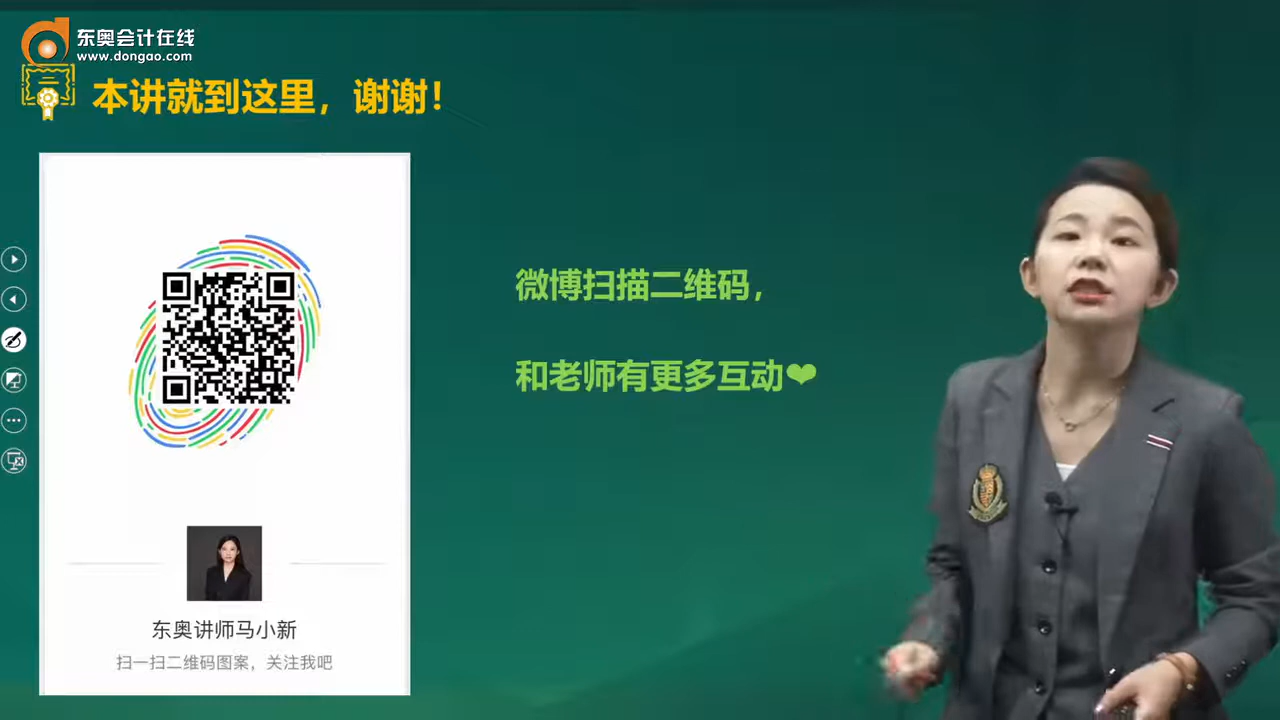 东奥会计在线
www.dongao.com
本讲就到这里，谢谢！
微博扫描二维码，
和老师有更多互动❤
东奥讲师马小新
扫一扫二维码图案，关注我吧